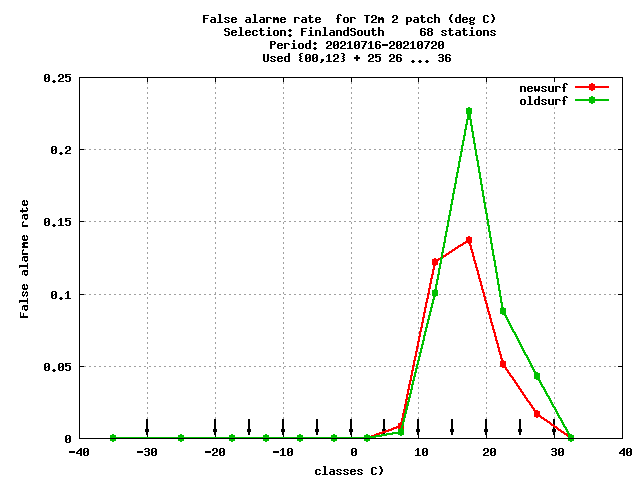 False alarme rate  for T2m 2 patch (deg C)
Selection: FinlandSouth     68 stations
Period: 20210716-20210720
Used {00,12} + 25 26 ... 36
newsurf
oldsurf
0.25
0.2
0.15
0.1
0.05
0
False alarme rate
-40 -30 -20 -10 0 10 20 30 40
classes C)